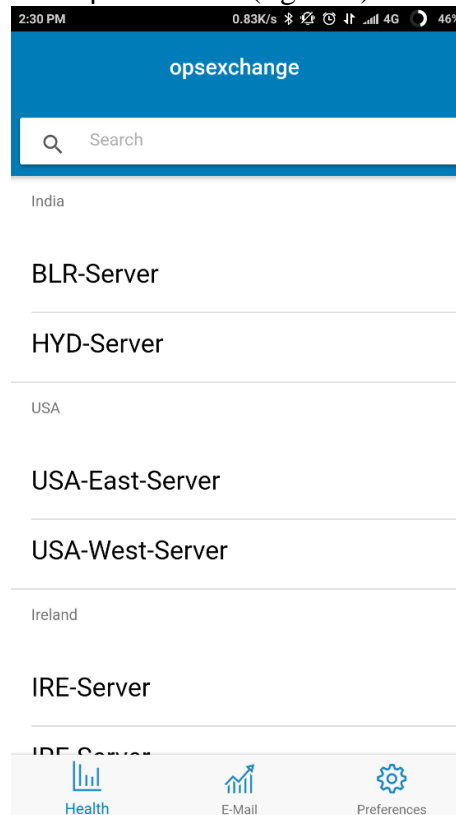 2:30 PM 0.83K/s 4G 46%
opsexchange
Search
India
BLR-Server
HYD-Server
USA
USA-East-Server
USA-West-Server
Ireland
IRE-Server
Health E-Mail Preferences